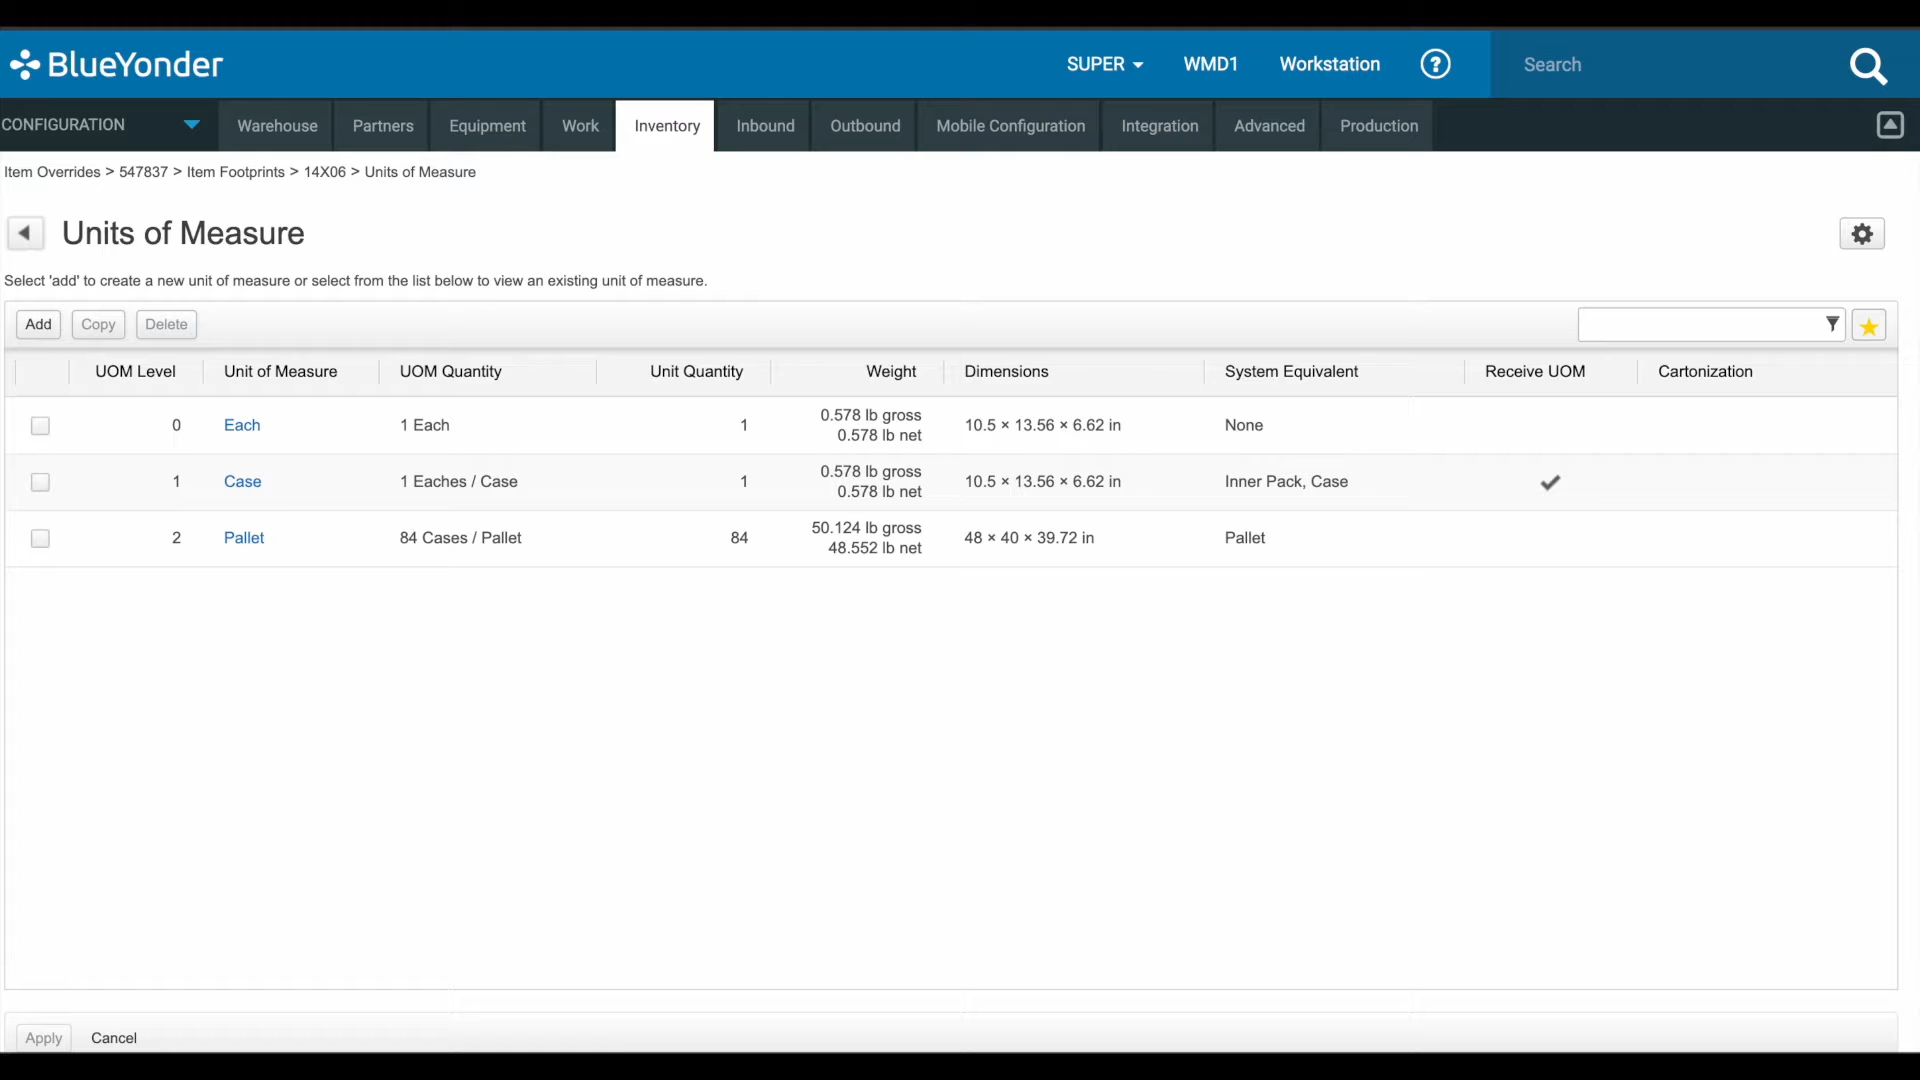 BlueYonder
SUPER WMD1 Workstation ? Search
CONFIGURATION Warehouse Partners Equipment Work Inventory Inbound Outbound Mobile Configuration Integration Advanced Production
Item Overrides > 547837 > Item Footprints > 14X06 > Units of Measure
Units of Measure
Select 'add' to create a new unit of measure or select from the list below to view an existing unit of measure.
Add Copy Delete
UOM Level Unit of Measure UOM Quantity Unit Quantity Weight Dimensions System Equivalent Receive UOM Cartonization
0 Each 1 Each 1 0.578 lb gross 10.5 × 13.56 × 6.62 in None
0.578 lb net
1 Case 1 Eaches / Case 1 0.578 lb gross 10.5 × 13.56 × 6.62 in Inner Pack, Case
0.578 lb net
2 Pallet 84 Cases / Pallet 84 50.124 lb gross 48 × 40 × 39.72 in Pallet
48.552 lb net
Apply Cancel